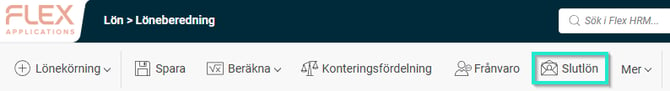 FLEX
APPLICATIONS
Lön > Löneberedning
Sök i Flex HRM...
Lönekörning
Spara
Beräkna
Konteringsfördelning
Frånvaro
Slutlön
Mer